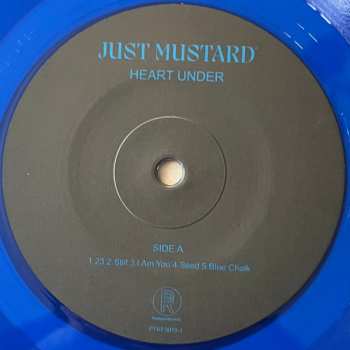 JUST MUSTARD
HEART UNDER
SIDE A
1.23 2.Still 3.I Am You 4.Seed 5.Blue Chalk